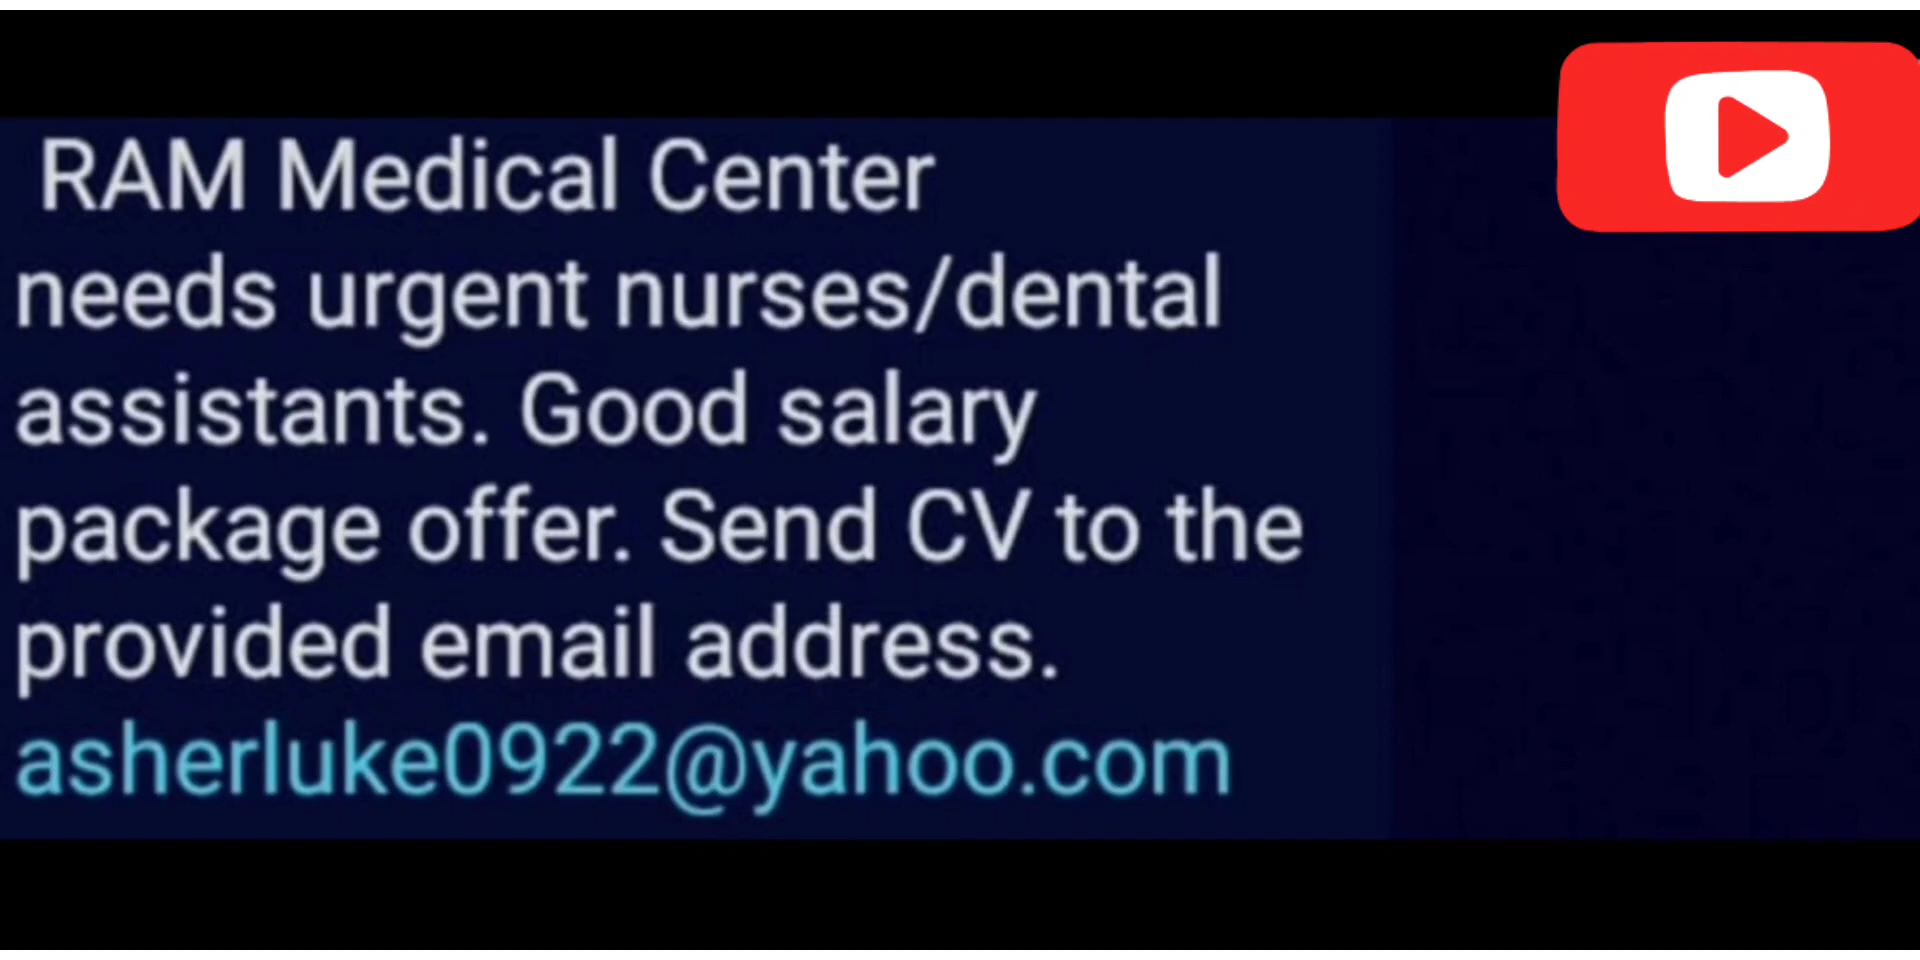 RAM Medical Center
needs urgent nurses/dental
assistants. Good salary
package offer. Send CV to the
provided email address.
asherluke0922@yahoo.com